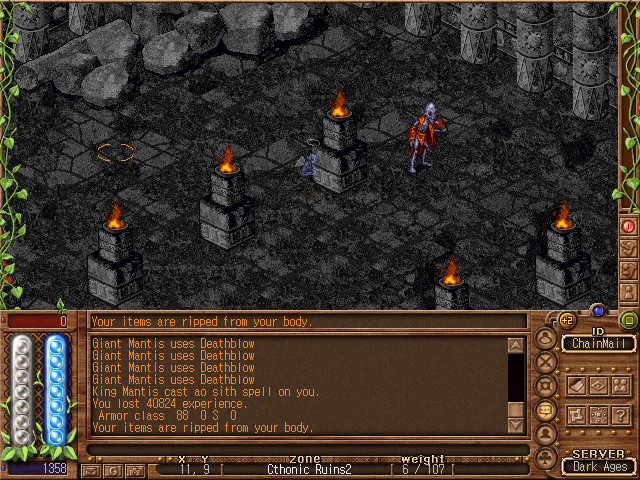 0
Your items are ripped from your body.
+2
ID
ChainMail
Giant Mantis uses Deathblow
Giant Mantis uses Deathblow
Giant Mantis uses Deathblow
Giant Mantis uses Deathblow
King Mantis cast ao sith spell on you.
You lost 40824 experience.
Armor class 88 0 S 0
Your items are ripped from your body.
?
x y zone weight
1358
G
11, 9 [ Cthonic Ruins2 ] 6 / 107 [
SERVER
Dark Ages